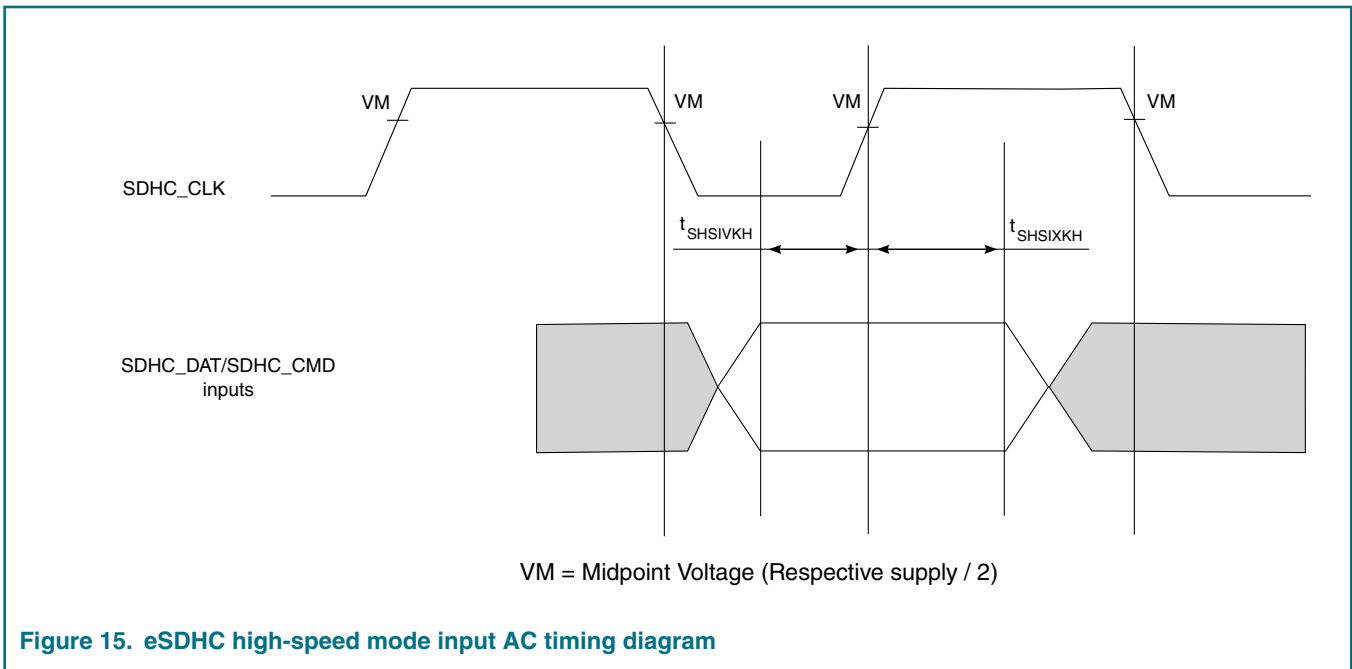 VM
VM
VM
VM
SDHC_CLK
tSHSIVKH
tSHSIXKH
SDHC_DAT/SDHC_CMD
inputs
VM = Midpoint Voltage (Respective supply / 2)
Figure 15. eSDHC high-speed mode input AC timing diagram